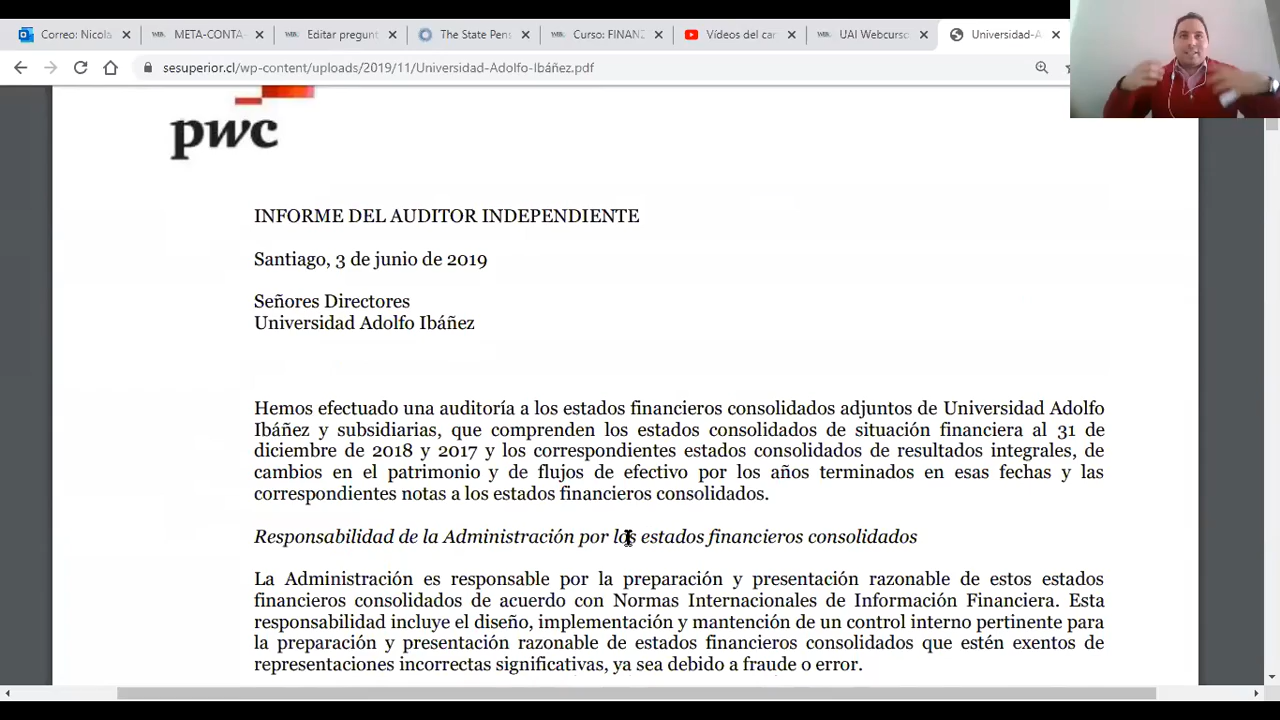 Correo: Nicola
META-CONTA
Editar pregunt
The State Pen
Curso: FINANZ
Vídeos del car
UAI Webcurso
Universidad-A
sesuperior.cl/wp-content/uploads/2019/11/Universidad-Adolfo-Ibáñez.pdf
pwc
INFORME DEL AUDITOR INDEPENDIENTE
Santiago, 3 de junio de 2019
Señores Directores
Universidad Adolfo Ibáñez
Hemos efectuado una auditoría a los estados financieros consolidados adjuntos de Universidad Adolfo
Ibáñez y subsidiarias, que comprenden los estados consolidados de situación financiera al 31 de
diciembre de 2018 y 2017 y los correspondientes estados consolidados de resultados integrales, de
cambios en el patrimonio y de flujos de efectivo por los años terminados en esas fechas y las
correspondientes notas a los estados financieros consolidados.
Responsabilidad de la Administración por los estados financieros consolidados
La Administración es responsable por la preparación y presentación razonable de estos estados
financieros consolidados de acuerdo con Normas Internacionales de Información Financiera. Esta
responsabilidad incluye el diseño, implementación y mantención de un control interno pertinente para
la preparación y presentación razonable de estados financieros consolidados que estén exentos de
representaciones incorrectas significativas, ya sea debido a fraude o error.